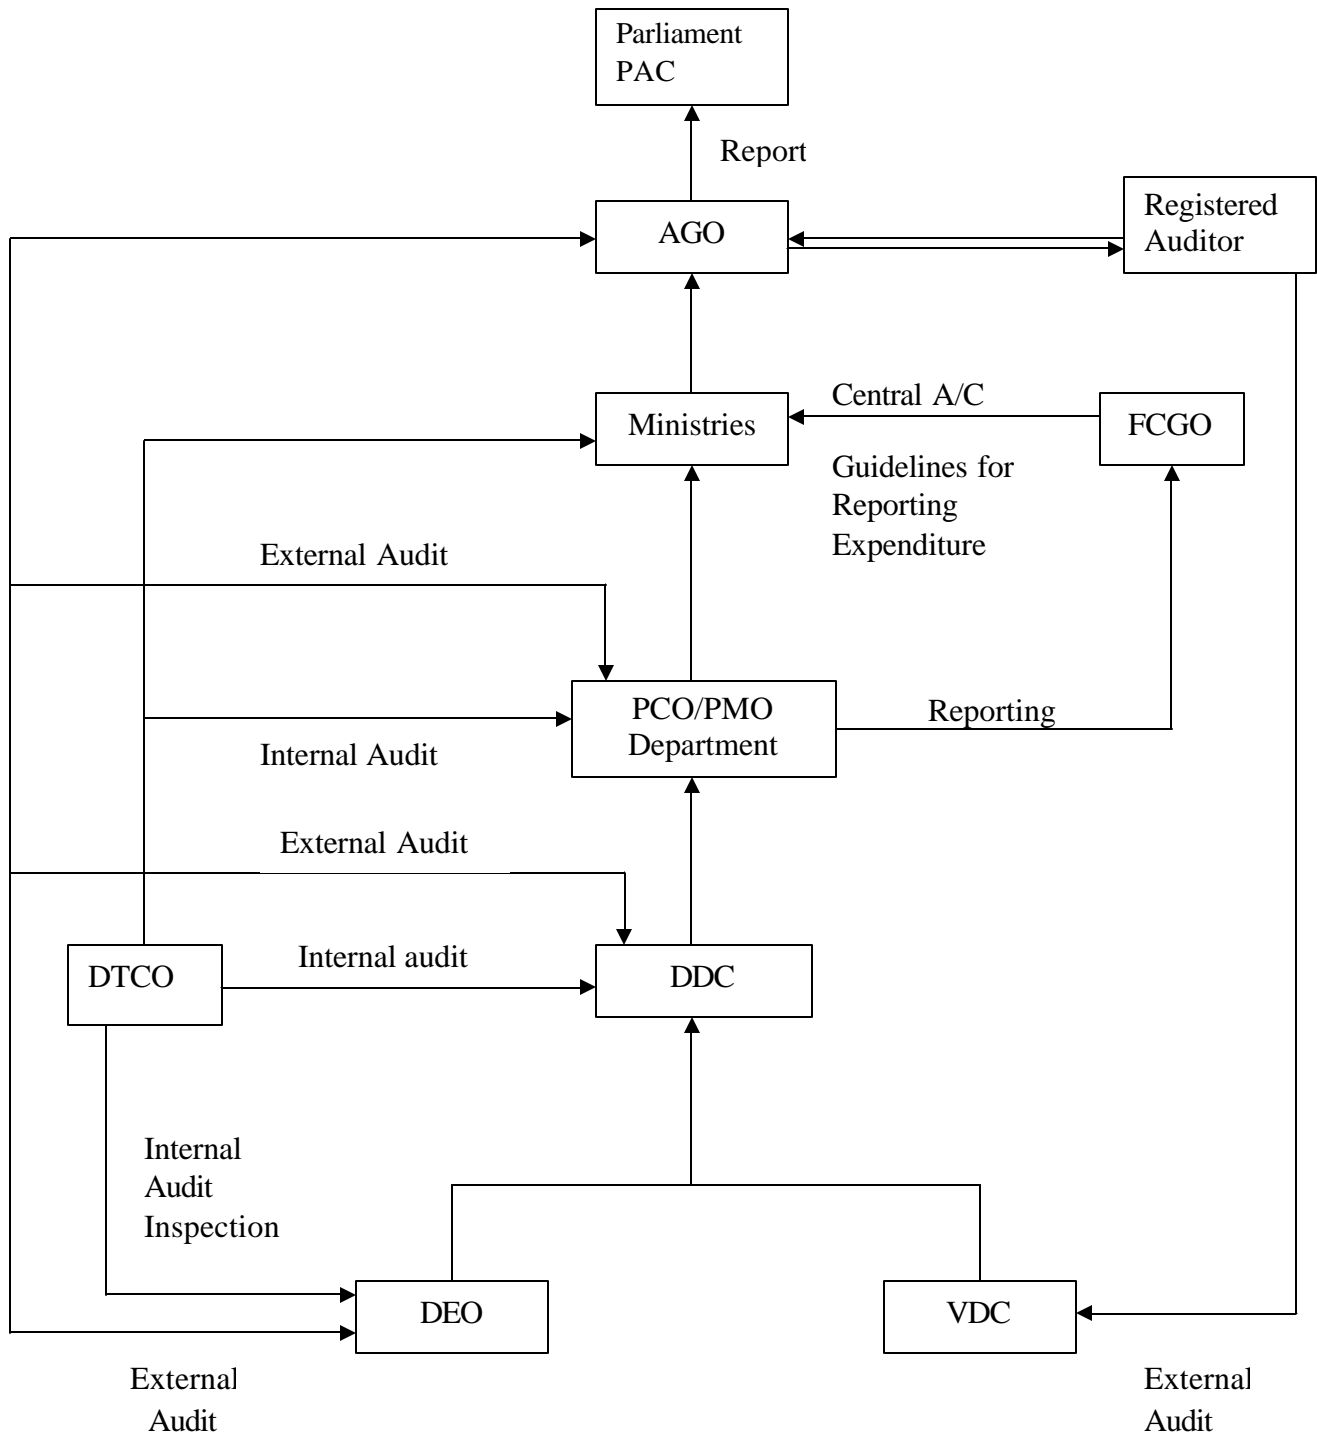 Parliament
PAC
Report
Registered
Auditor
AGO
Central A/C
Ministries
FCGO
Guidelines for
Reporting
Expenditure
External Audit
PCO/PMO
Department
Reporting
Internal Audit
External Audit
Internal audit
DTCO
DDC
Internal
Audit
Inspection
DEO
VDC
External
Audit
External
Audit